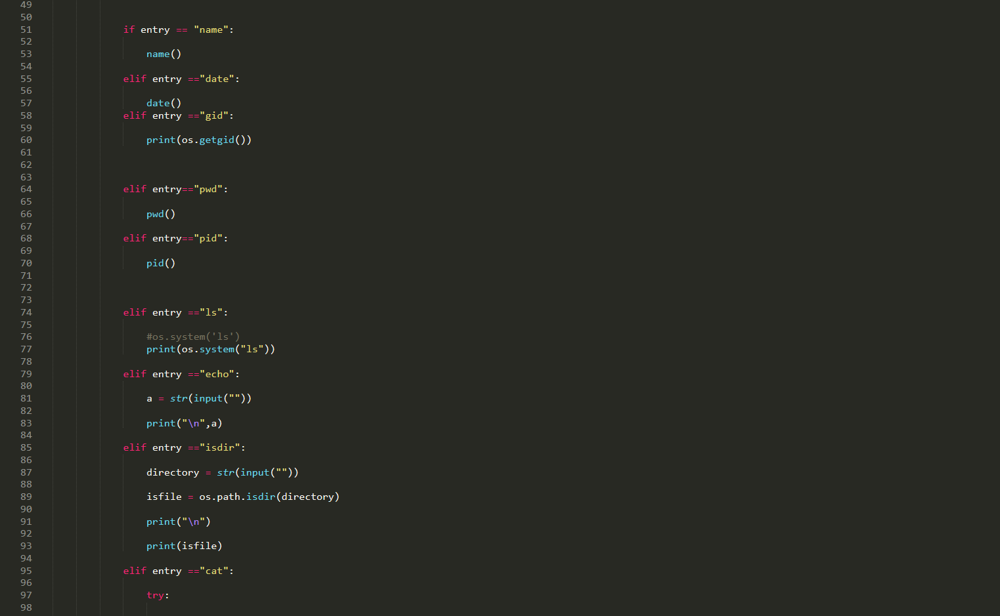 49
50
51 if entry == "name":
52
53 name()
54
55 elif entry =="date":
56
57 date()
58 elif entry =="gid":
59
60 print(os.getgid())
61
62
63
64 elif entry=="pwd":
65
66 pwd()
67
68 elif entry=="pid":
69
70 pid()
71
72
73
74 elif entry =="ls":
75
76 #os.system('ls')
77 print(os.system("ls"))
78
79 elif entry =="echo":
80
81 a = str(input(""))
82
83 print("\n",a)
84
85 elif entry =="isdir":
86
87 directory = str(input(""))
88
89 isfile = os.path.isdir(directory)
90
91 print("\n")
92
93 print(isfile)
94
95 elif entry =="cat":
96
97 try:
98